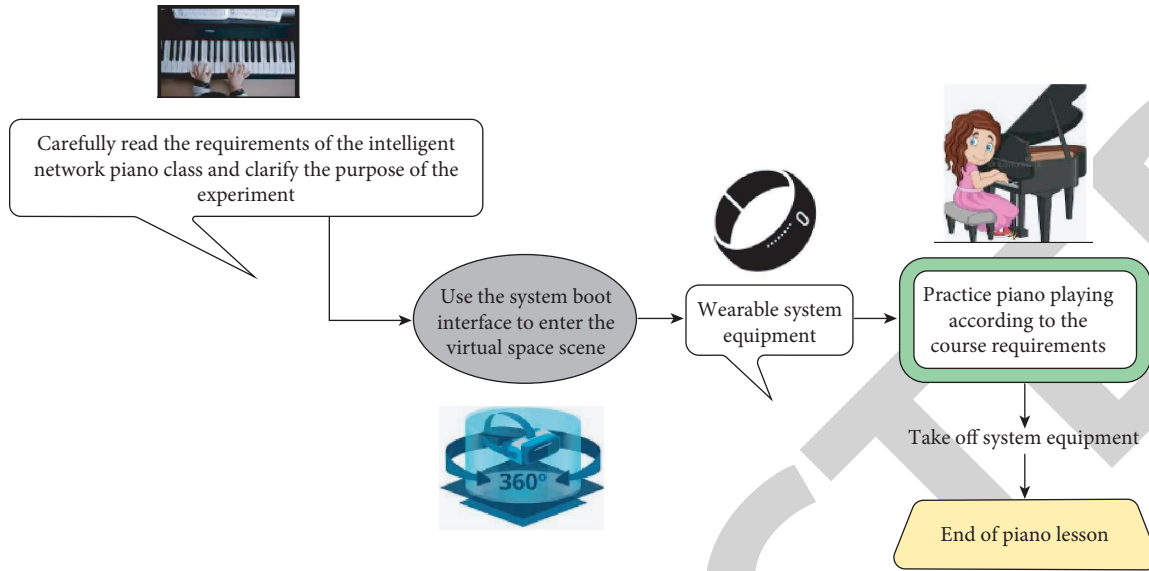 Carefully read the requirements of the intelligent
network piano class and clarify the purpose of the
experiment
Use the system boot
interface to enter the
virtual space scene
Wearable system
equipment
Practice piano playing
according to the
course requirements
360°
Take off system equipment
End of piano lesson